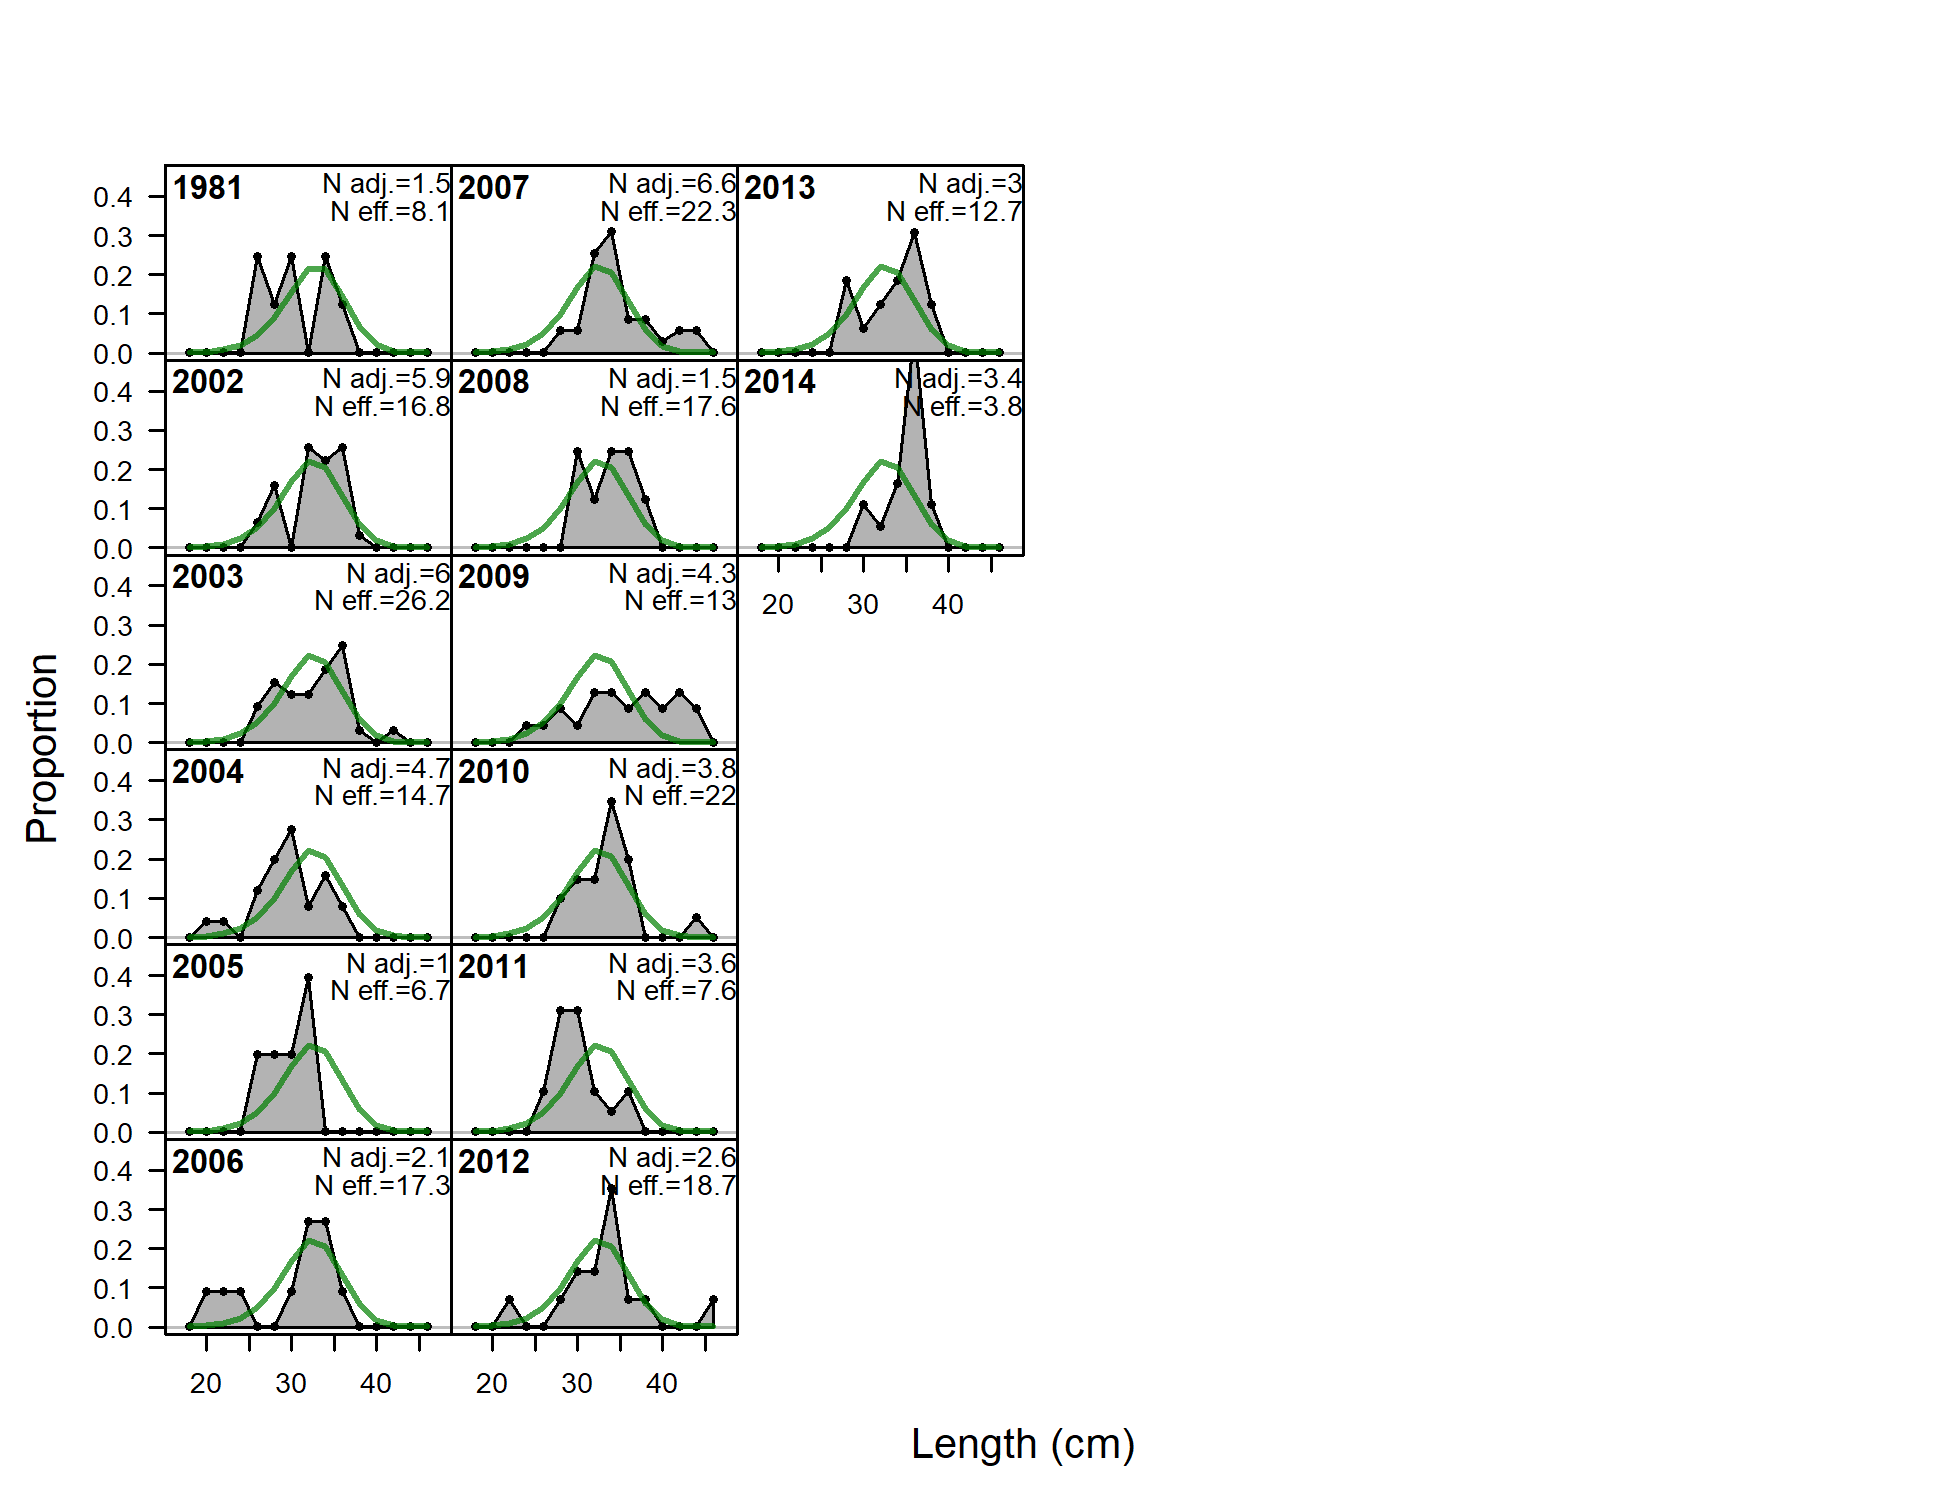 1981
N adj.=1.5
N eff.=8.1
2007
N adj.=6.6
N eff.=22.3
2013
N adj.=3
N eff.=12.7
0.4
0.3
0.2
0.1
0.0
2002
N adj.=5.9
N eff.=16.8
2008
N adj.=1.5
N eff.=17.6
2014
N adj.=3.4
N eff.=3.8
0.4
0.3
0.2
0.1
0.0
2003
N adj.=6
N eff.=26.2
2009
N adj.=4.3
N eff.=13
20 30 40
0.4
0.3
0.2
0.1
0.0
2004
N adj.=4.7
N eff.=14.7
2010
N adj.=3.8
N eff.=22
0.4
0.3
0.2
0.1
0.0
2005
N adj.=1
N eff.=6.7
2011
N adj.=3.6
N eff.=7.6
0.4
0.3
0.2
0.1
0.0
2006
N adj.=2.1
N eff.=17.3
2012
N adj.=2.6
N eff.=18.7
0.4
0.3
0.2
0.1
0.0
20 30 40
20 30 40
Proportion
Length (cm)